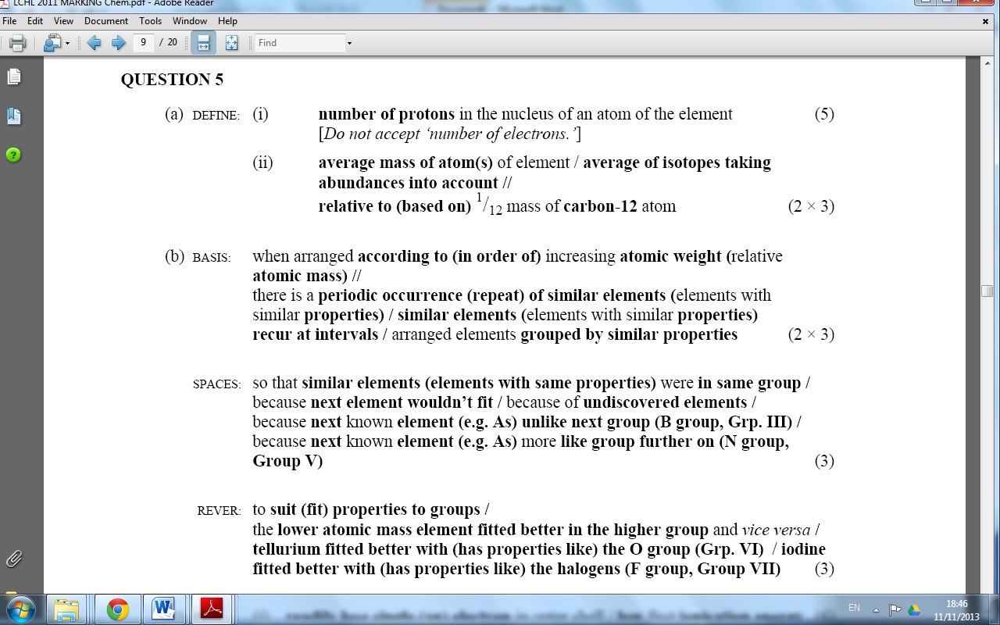 LCHL 2011 MARKING Chem.pdf - Adobe Reader
File Edit View Document Tools Window Help
9 / 20 Find
QUESTION 5
(a) DEFINE: (i) number of protons in the nucleus of an atom of the element (5)
[Do not accept ‘number of electrons.’]
(ii) average mass of atom(s) of element / average of isotopes taking
abundances into account //
relative to (based on) 1/12 mass of carbon-12 atom (2 × 3)
(b) BASIS: when arranged according to (in order of) increasing atomic weight (relative
atomic mass) //
there is a periodic occurrence (repeat) of similar elements (elements with
similar properties) / similar elements (elements with similar properties)
recur at intervals / arranged elements grouped by similar properties (2 × 3)
SPACES: so that similar elements (elements with same properties) were in same group /
because next element wouldn’t fit / because of undiscovered elements /
because next known element (e.g. As) unlike next group (B group, Grp. III) /
because next known element (e.g. As) more like group further on (N group,
Group V) (3)
REVER: to suit (fit) properties to groups /
the lower atomic mass element fitted better in the higher group and vice versa /
tellurium fitted better with (has properties like) the O group (Grp. VI) / iodine
fitted better with (has properties like) the halogens (F group, Group VII) (3)
EN 18:46
11/11/2013